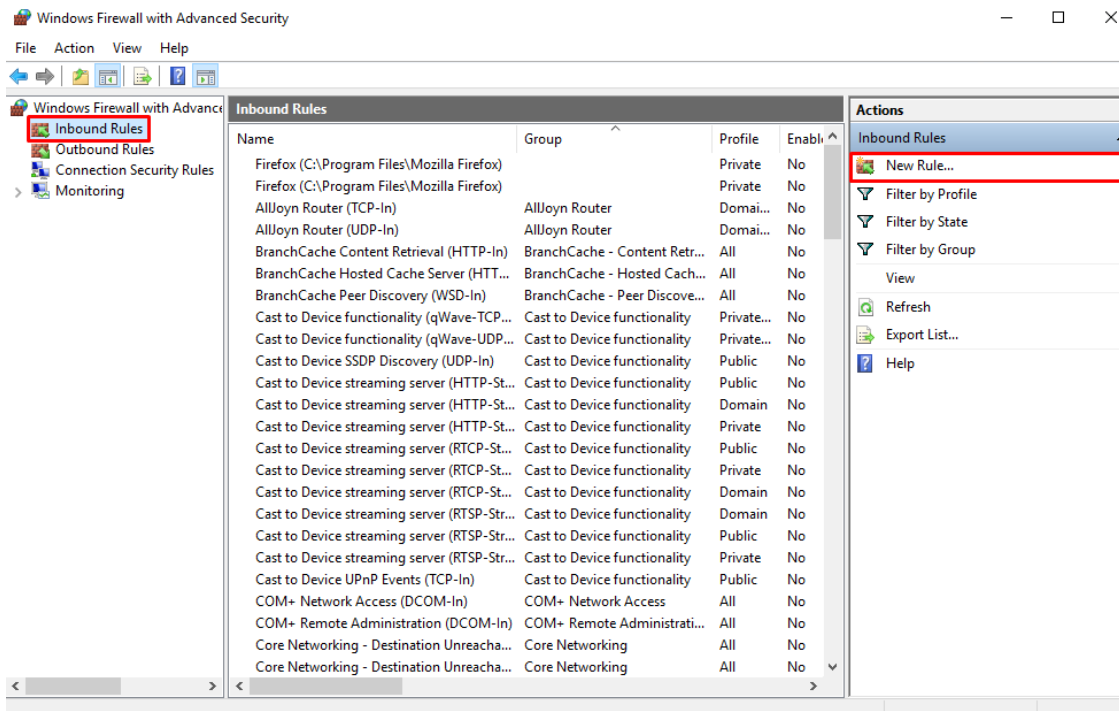 Windows Firewall with Advanced Security
File Action View Help
Windows Firewall with Advance
Inbound Rules
Outbound Rules
Connection Security Rules
Monitoring
Inbound Rules
Name Group Profile Enable
Firefox (C:\Program Files\Mozilla Firefox) Private No
Firefox (C:\Program Files\Mozilla Firefox) Private No
AllJoyn Router (TCP-In) AllJoyn Router Domai... No
AllJoyn Router (UDP-In) AllJoyn Router Domai... No
BranchCache Content Retrieval (HTTP-In) BranchCache - Content Retr... All No
BranchCache Hosted Cache Server (HTT... BranchCache - Hosted Cach... All No
BranchCache Peer Discovery (WSD-In) BranchCache - Peer Discove... All No
Cast to Device functionality (qWave-TCP... Cast to Device functionality Private... No
Cast to Device functionality (qWave-UDP... Cast to Device functionality Private... No
Cast to Device SSDP Discovery (UDP-In) Cast to Device functionality Public No
Cast to Device streaming server (HTTP-St... Cast to Device functionality Public No
Cast to Device streaming server (HTTP-St... Cast to Device functionality Domain No
Cast to Device streaming server (HTTP-St... Cast to Device functionality Private No
Cast to Device streaming server (RTCP-St... Cast to Device functionality Public No
Cast to Device streaming server (RTCP-St... Cast to Device functionality Private No
Cast to Device streaming server (RTCP-St... Cast to Device functionality Domain No
Cast to Device streaming server (RTSP-Str... Cast to Device functionality Domain No
Cast to Device streaming server (RTSP-Str... Cast to Device functionality Public No
Cast to Device streaming server (RTSP-Str... Cast to Device functionality Private No
Cast to Device UPnP Events (TCP-In) Cast to Device functionality Public No
COM+ Network Access (DCOM-In) COM+ Network Access All No
COM+ Remote Administration (DCOM-In) COM+ Remote Administrati... All No
Core Networking - Destination Unreacha... Core Networking All No
Core Networking - Destination Unreacha... Core Networking All No
Actions
Inbound Rules
New Rule...
Filter by Profile
Filter by State
Filter by Group
View
Refresh
Export List...
Help